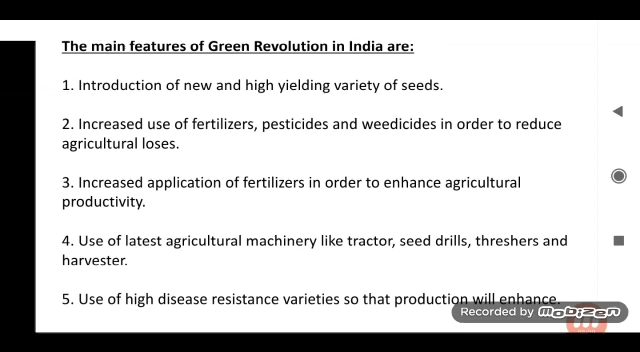 The main features of Green Revolution in India are:
1. Introduction of new and high yielding variety of seeds.
2. Increased use of fertilizers, pesticides and weedicides in order to reduce
agricultural loses.
3. Increased application of fertilizers in order to enhance agricultural
productivity.
4. Use of latest agricultural machinery like tractor, seed drills, threshers and
harvester.
5. Use of high disease resistance varieties so that production will enhance.
Recorded by mobizen